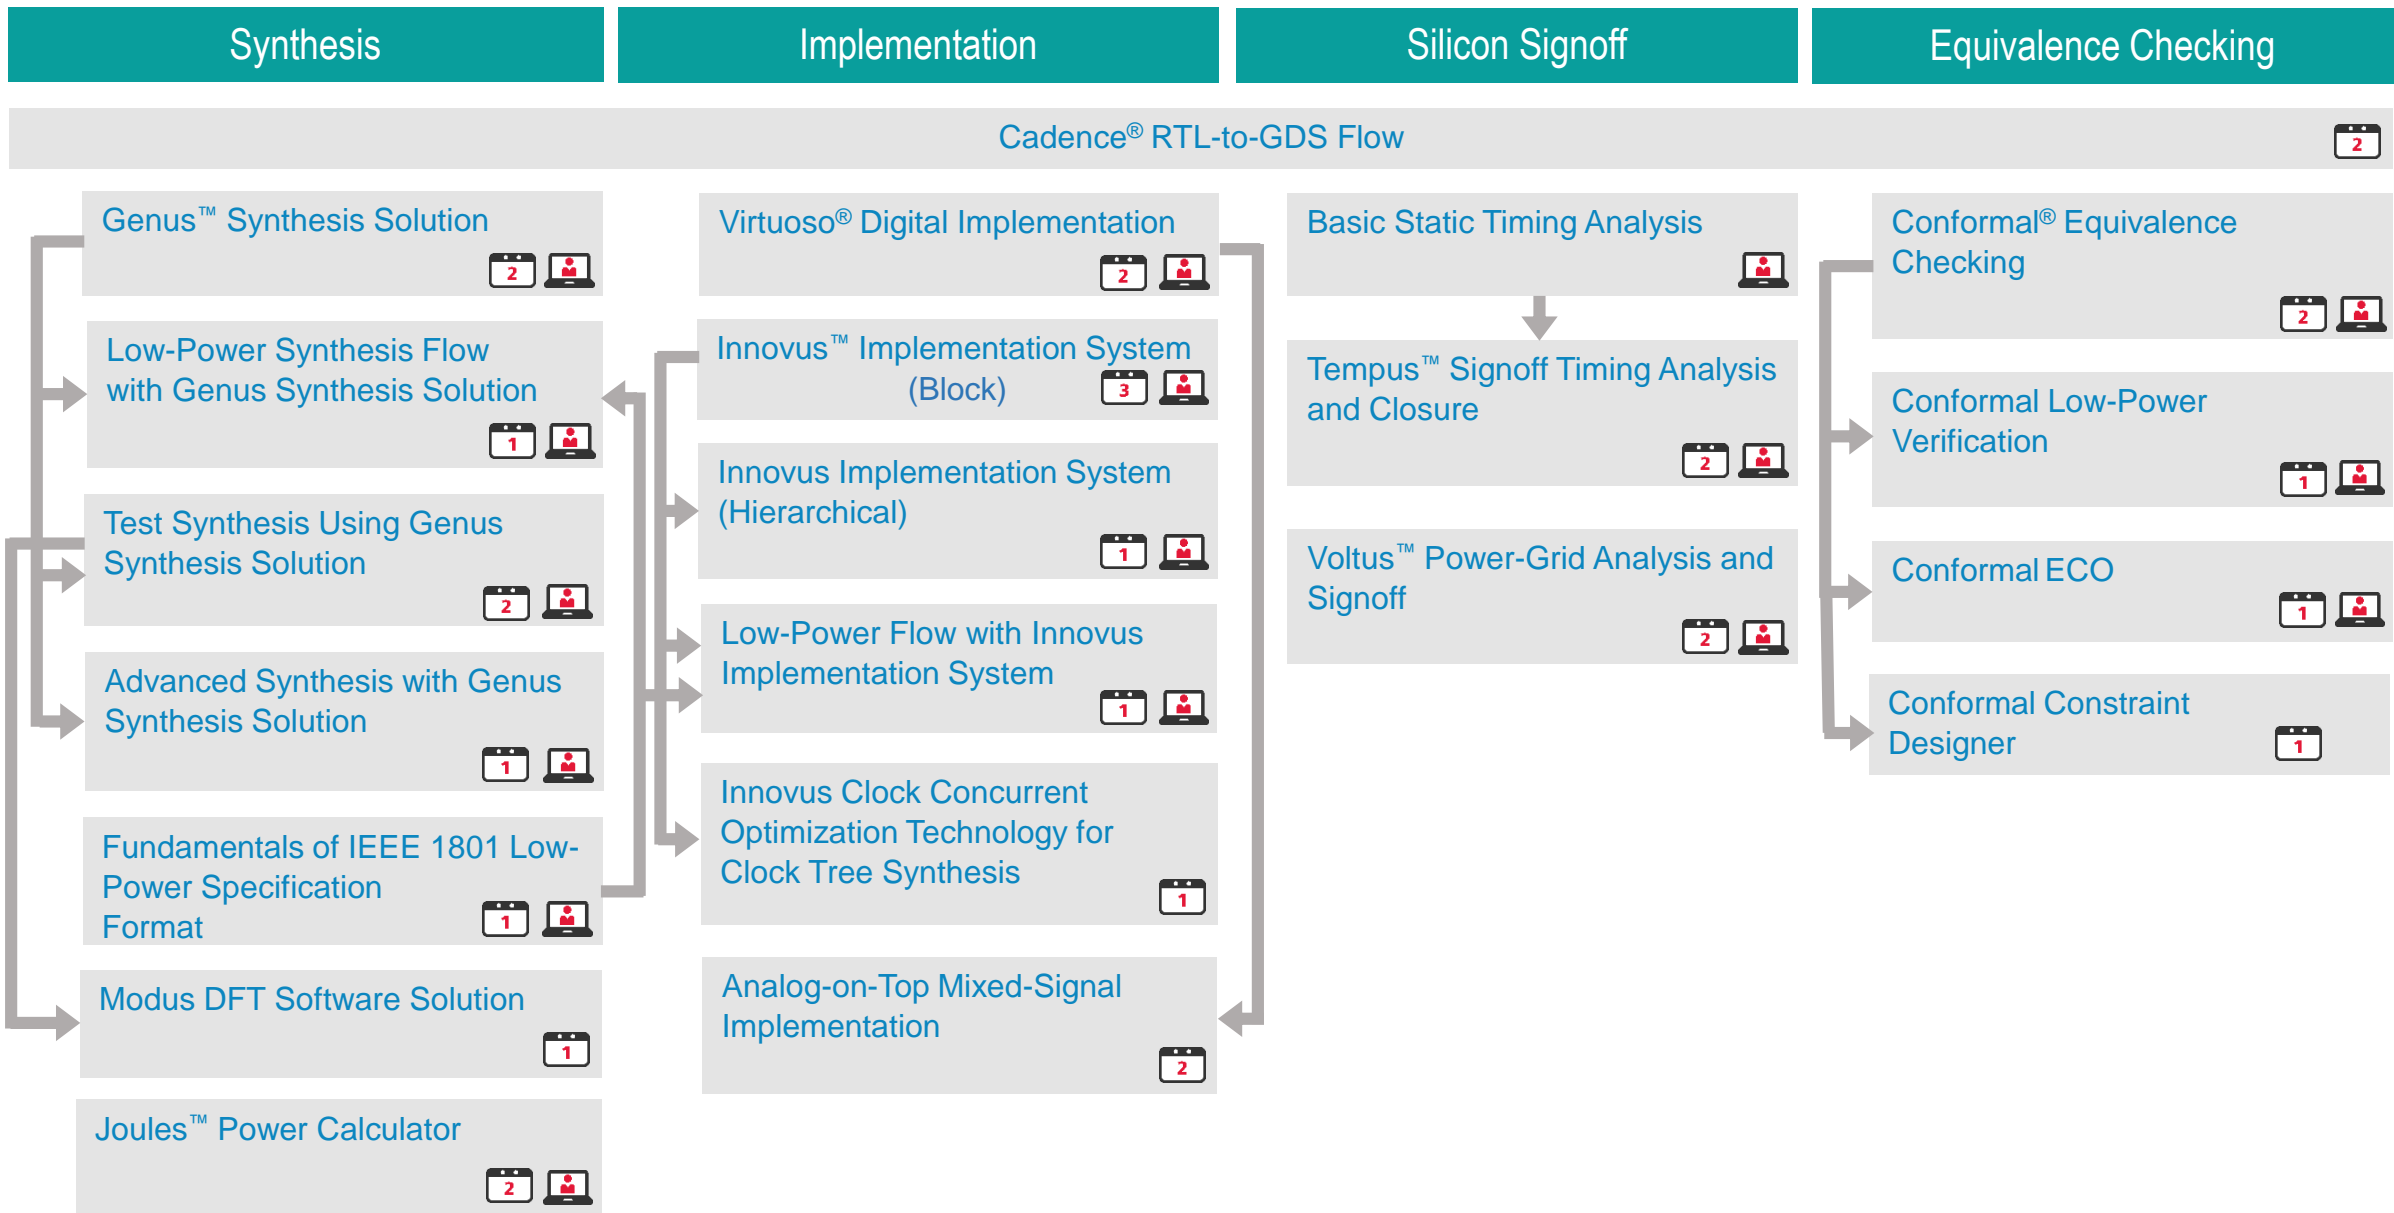 Synthesis
Implementation
Silicon Signoff
Equivalence Checking
Cadence® RTL-to-GDS Flow
2
Genus™ Synthesis Solution
2
Low-Power Synthesis Flow
with Genus Synthesis Solution
1
Test Synthesis Using Genus
Synthesis Solution
2
Advanced Synthesis with Genus
Synthesis Solution
1
Fundamentals of IEEE 1801 Low-
Power Specification
Format
1
Modus DFT Software Solution
1
Joules™ Power Calculator
2
Virtuoso® Digital Implementation
2
Innovus™ Implementation System
(Block)
3
Innovus Implementation System
(Hierarchical)
1
Low-Power Flow with Innovus
Implementation System
1
Innovus Clock Concurrent
Optimization Technology for
Clock Tree Synthesis
1
Analog-on-Top Mixed-Signal
Implementation
2
Basic Static Timing Analysis
Tempus™ Signoff Timing Analysis
and Closure
2
Voltus™ Power-Grid Analysis and
Signoff
2
Conformal® Equivalence
Checking
2
Conformal Low-Power
Verification
1
Conformal ECO
1
Conformal Constraint
Designer
1